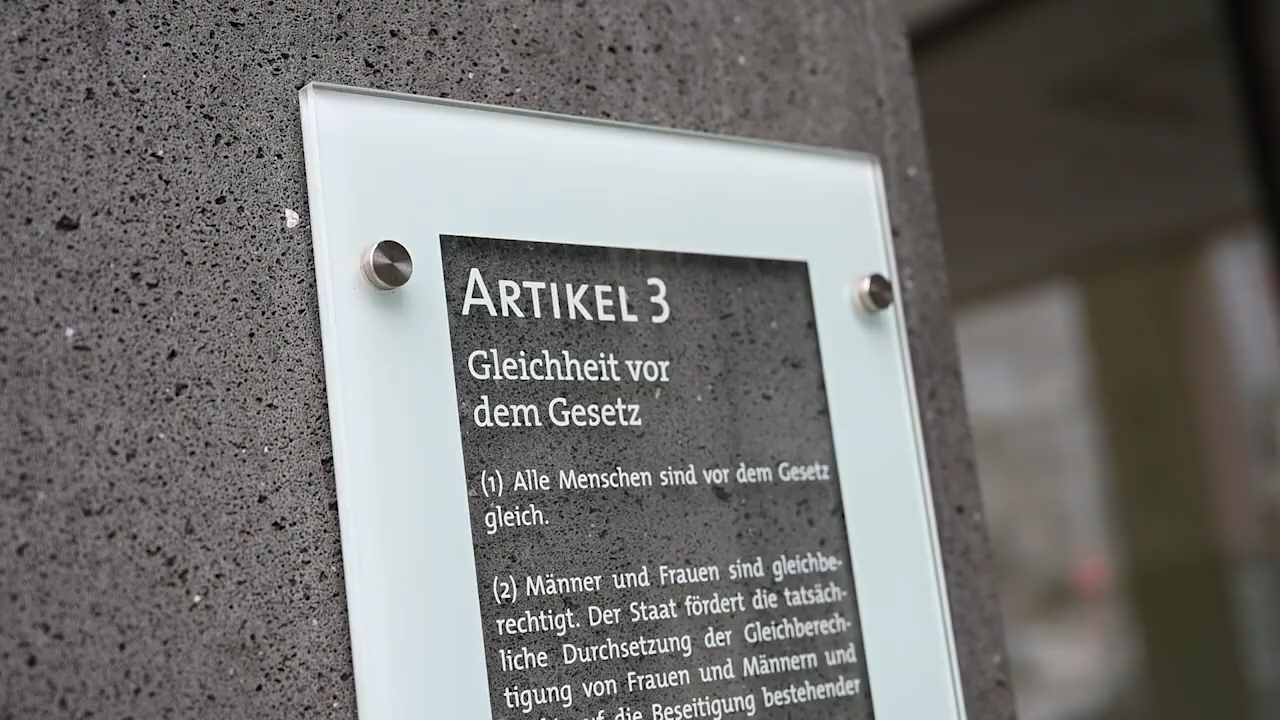 ARTIKEL 3
Gleichheit vor
dem Gesetz
(1) Alle Menschen sind vor dem Gesetz
gleich.
(2) Männer und Frauen sind gleichbe-
rechtigt. Der Staat fördert die tatsäch-
liche Durchsetzung der Gleichberech-
tigung von Frauen und Männern und
auf die Beseitigung bestehender